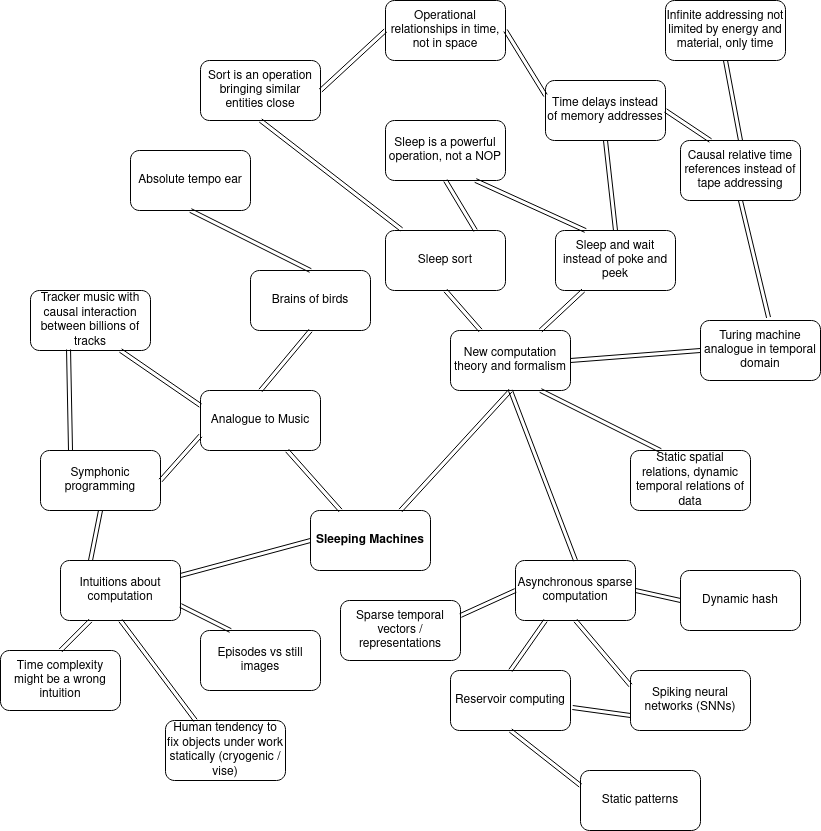 Operational
relationships in time,
not in space
Infinite addressing not
limited by energy and
material, only time
Sort is an operation
bringing similar
entities close
Time delays instead
of memory addresses
Sleep is a powerful
operation, not a NOP
Causal relative time
references instead of
tape addressing
Absolute tempo ear
Sleep sort
Sleep and wait
instead of poke and
peek
Brains of birds
Tracker music with
causal interaction
between billions of
tracks
New computation
theory and formalism
Turing machine
analogue in temporal
domain
Analogue to Music
Symphonic
programming
Static spatial
relations, dynamic
temporal relations of
data
Sleeping Machines
Intuitions about
computation
Asynchronous sparse
computation
Dynamic hash
Sparse temporal
vectors /
representations
Episodes vs still
images
Time complexity
might be a wrong
intuition
Reservoir computing
Spiking neural
networks (SNNs)
Human tendency to
fix objects under work
statically (cryogenic /
vise)
Static patterns